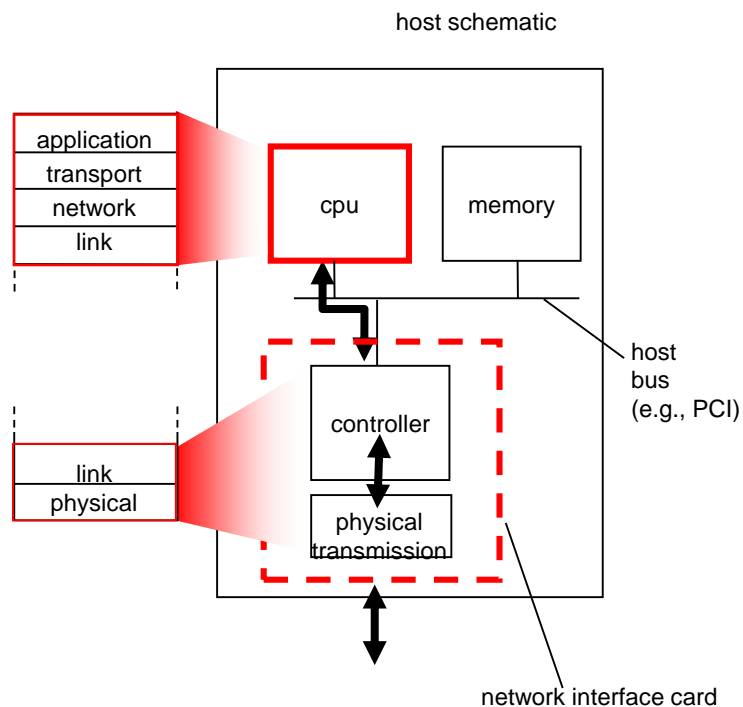 host schematic
application
transport
network
link
cpu
memory
host
bus
(e.g., PCI)
controller
link
physical
physical
transmission
network interface card